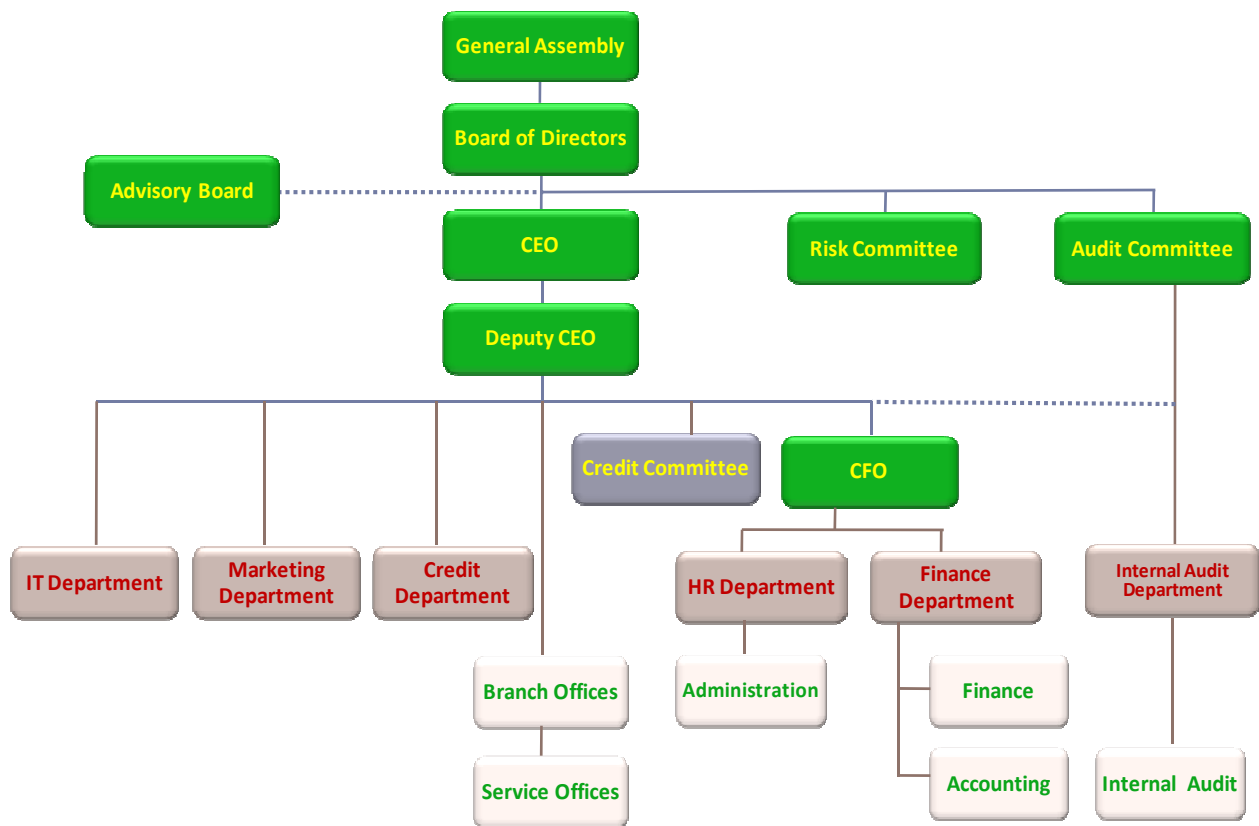 General Assembly
Board of Directors
Advisory Board
CEO
Risk Committee
Audit Committee
Deputy CEO
Credit Committee
CFO
IT Department
Marketing
Department
Credit
Department
HR Department
Finance
Department
Internal Audit
Department
Branch Offices
Administration
Finance
Service Offices
Accounting
Internal Audit